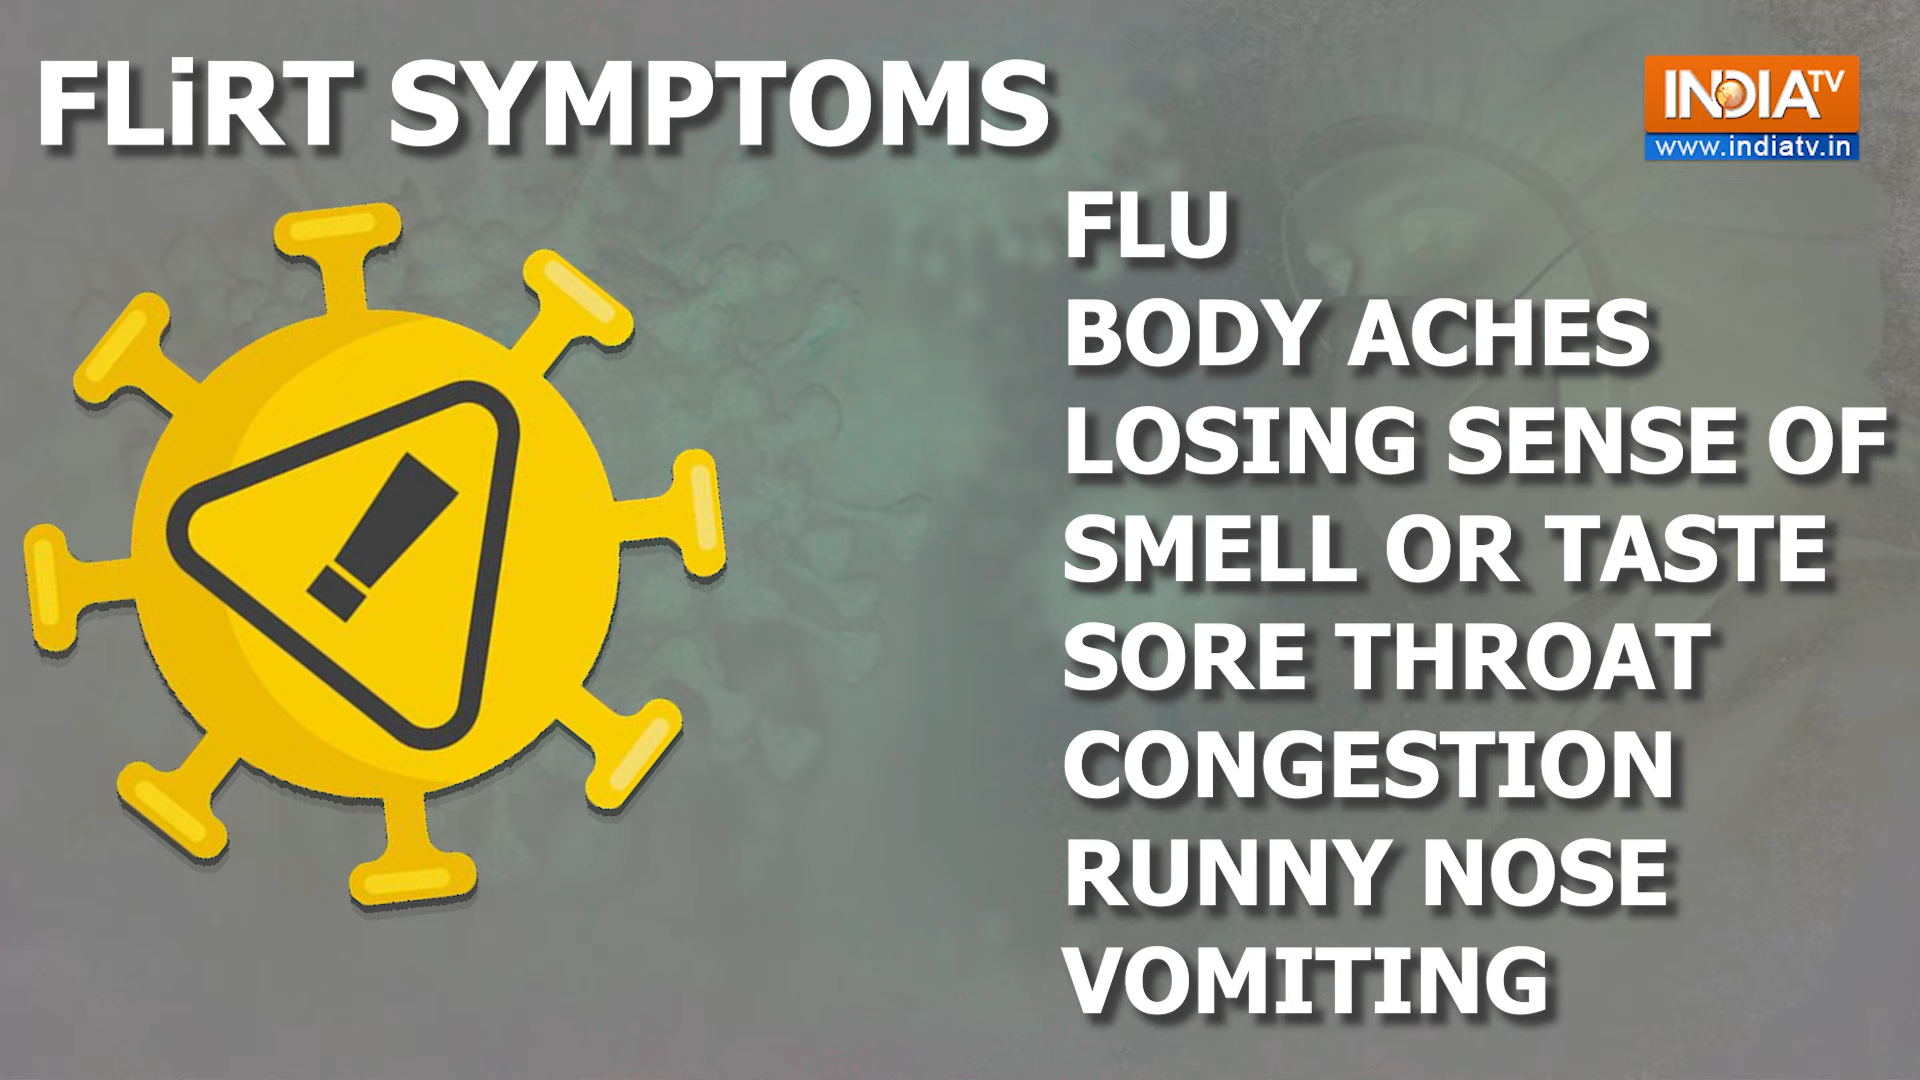 FLiRT SYMPTOMS
INDIA TV
www.indiatv.in
FLU
BODY ACHES
LOSING SENSE OF
SMELL OR TASTE
SORE THROAT
CONGESTION
RUNNY NOSE
VOMITING